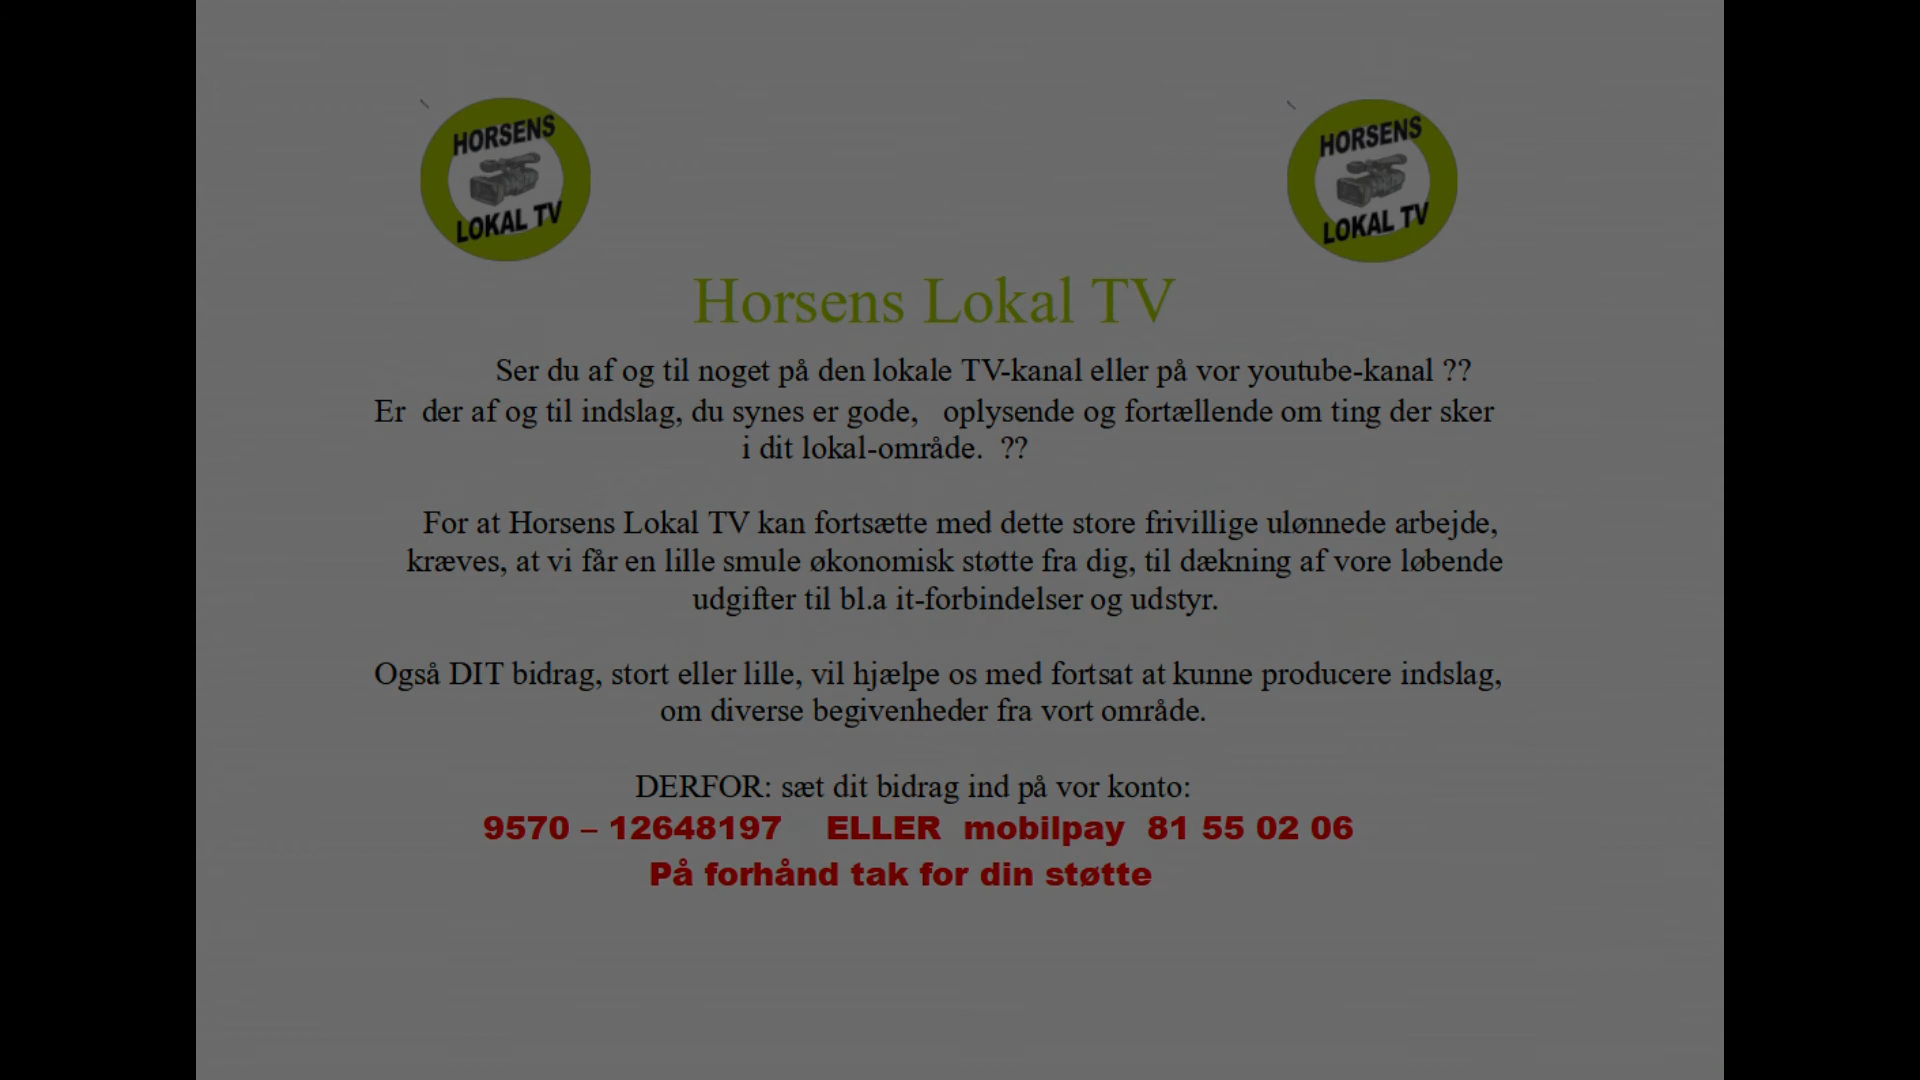 HORSENS
LOKAL TV
HORSENS
LOKAL TV
Horsens Lokal TV
Ser du af og til noget på den lokale TV-kanal eller på vor youtube-kanal ??
Er der af og til indslag, du synes er gode, oplysende og fortællende om ting der sker
i dit lokal-område. ??
For at Horsens Lokal TV kan fortsætte med dette store frivillige ulønnede arbejde,
kræves, at vi får en lille smule økonomisk støtte fra dig, til dækning af vore løbende
udgifter til bl.a it-forbindelser og udstyr.
Også DIT bidrag, stort eller lille, vil hjælpe os med fortsat at kunne producere indslag,
om diverse begivenheder fra vort område.
DERFOR: sæt dit bidrag ind på vor konto:
9570 – 12648197 ELLER mobilpay 81 55 02 06
På forhånd tak for din støtte